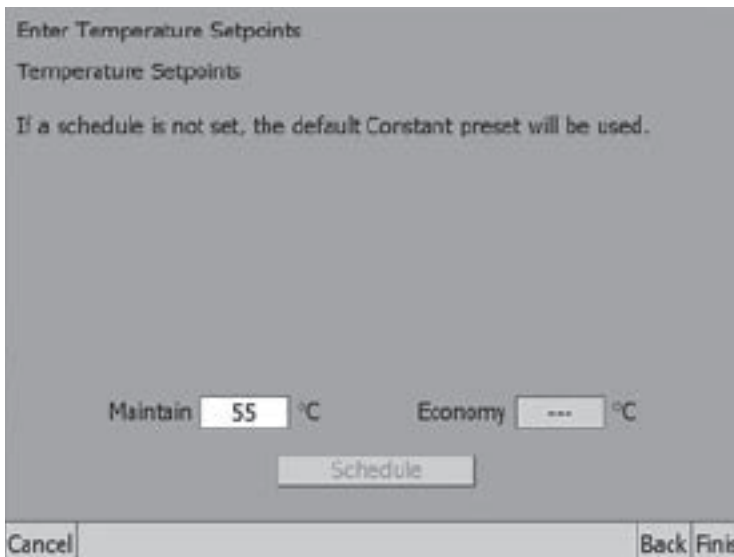 Enter Temperature Setpoints
Temperature Setpoints
If a schedule is not set, the default Constant preset will be used.
Maintain 55 °C Economy --- °C
Schedule
Cancel Back Finis